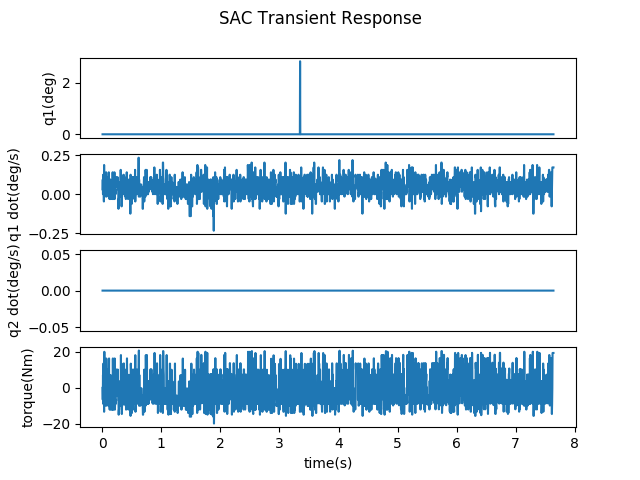 SAC Transient Response
q1(deg)
2
0
q1 dot(deg/s)
0.25
0.00
−0.25
q2 dot(deg/s)
0.05
0.00
−0.05
torque(Nm)
20
0
−20
0 1 2 3 4 5 6 7 8
time(s)